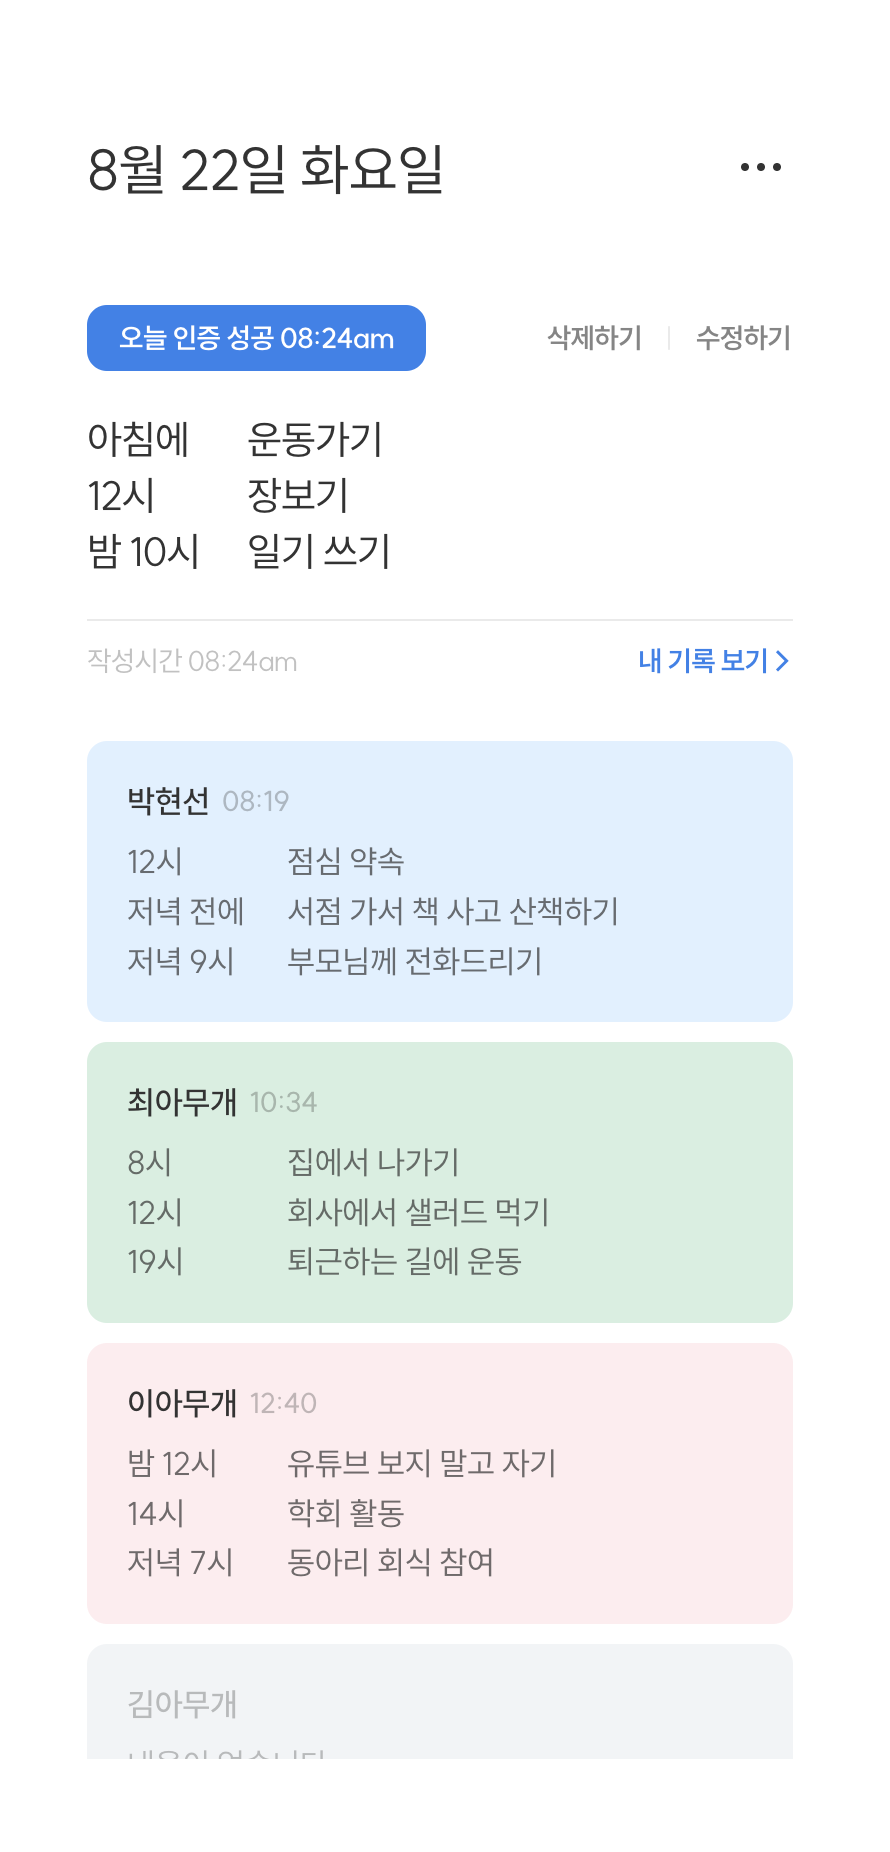 8월 22일 화요일
오늘 인증 성공 08:24am 삭제하기 수정하기
아침에 운동가기
12시 장보기
밤 10시 일기 쓰기
작성시간 08:24am 내 기록 보기
박현선 08:19
12시 점심 약속
저녁 전에 서점 가서 책 사고 산책하기
저녁 9시 부모님께 전화드리기
최아무개 10:34
8시 집에서 나가기
12시 회사에서 샐러드 먹기
19시 퇴근하는 길에 운동
이아무개 12:40
밤 12시 유튜브 보지 말고 자기
14시 학회 활동
저녁 7시 동아리 회식 참여
김아무개